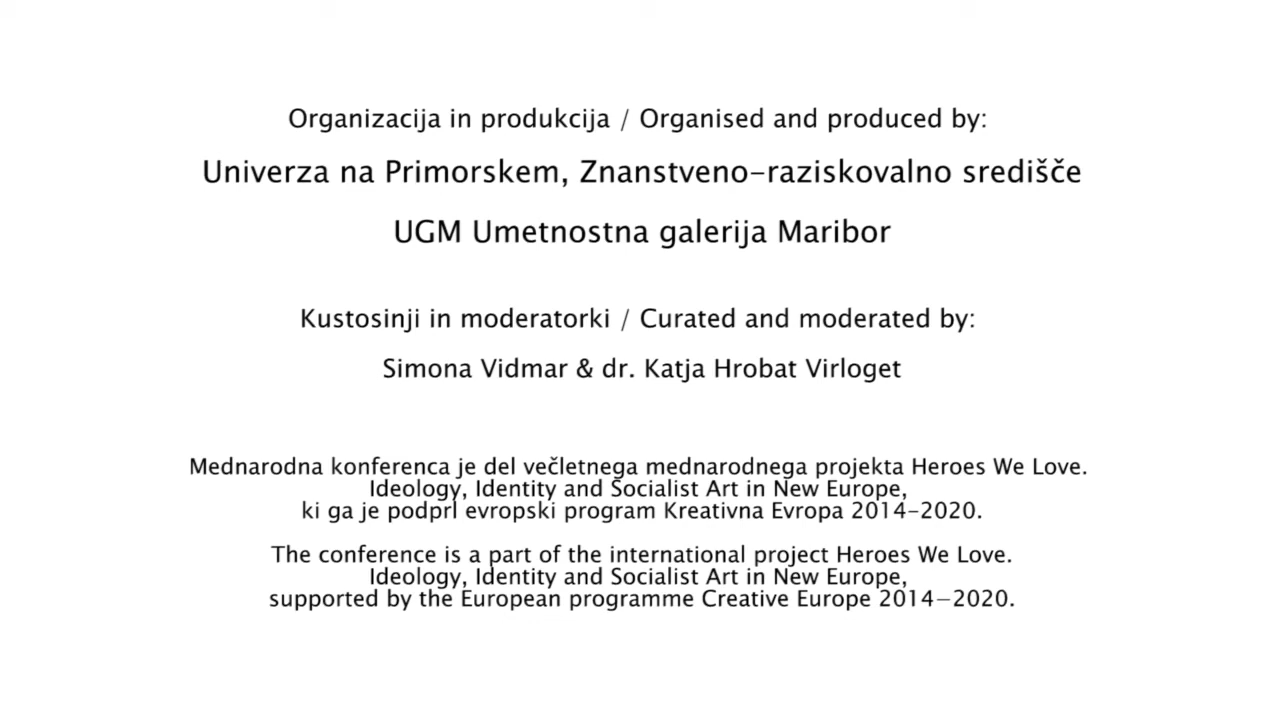 Organizacija in produkcija / Organised and produced by:
Univerza na Primorskem, Znanstveno-raziskovalno središče
UGM Umetnostna galerija Maribor
Kustosinji in moderatorki / Curated and moderated by:
Simona Vidmar & dr. Katja Hrobat Virloget
Mednarodna konferenca je del večletnega mednarodnega projekta Heroes We Love.
Ideology, Identity and Socialist Art in New Europe,
ki ga je podprl evropski program Kreativna Evropa 2014-2020.
The conference is a part of the international project Heroes We Love.
Ideology, Identity and Socialist Art in New Europe,
supported by the European programme Creative Europe 2014−2020.